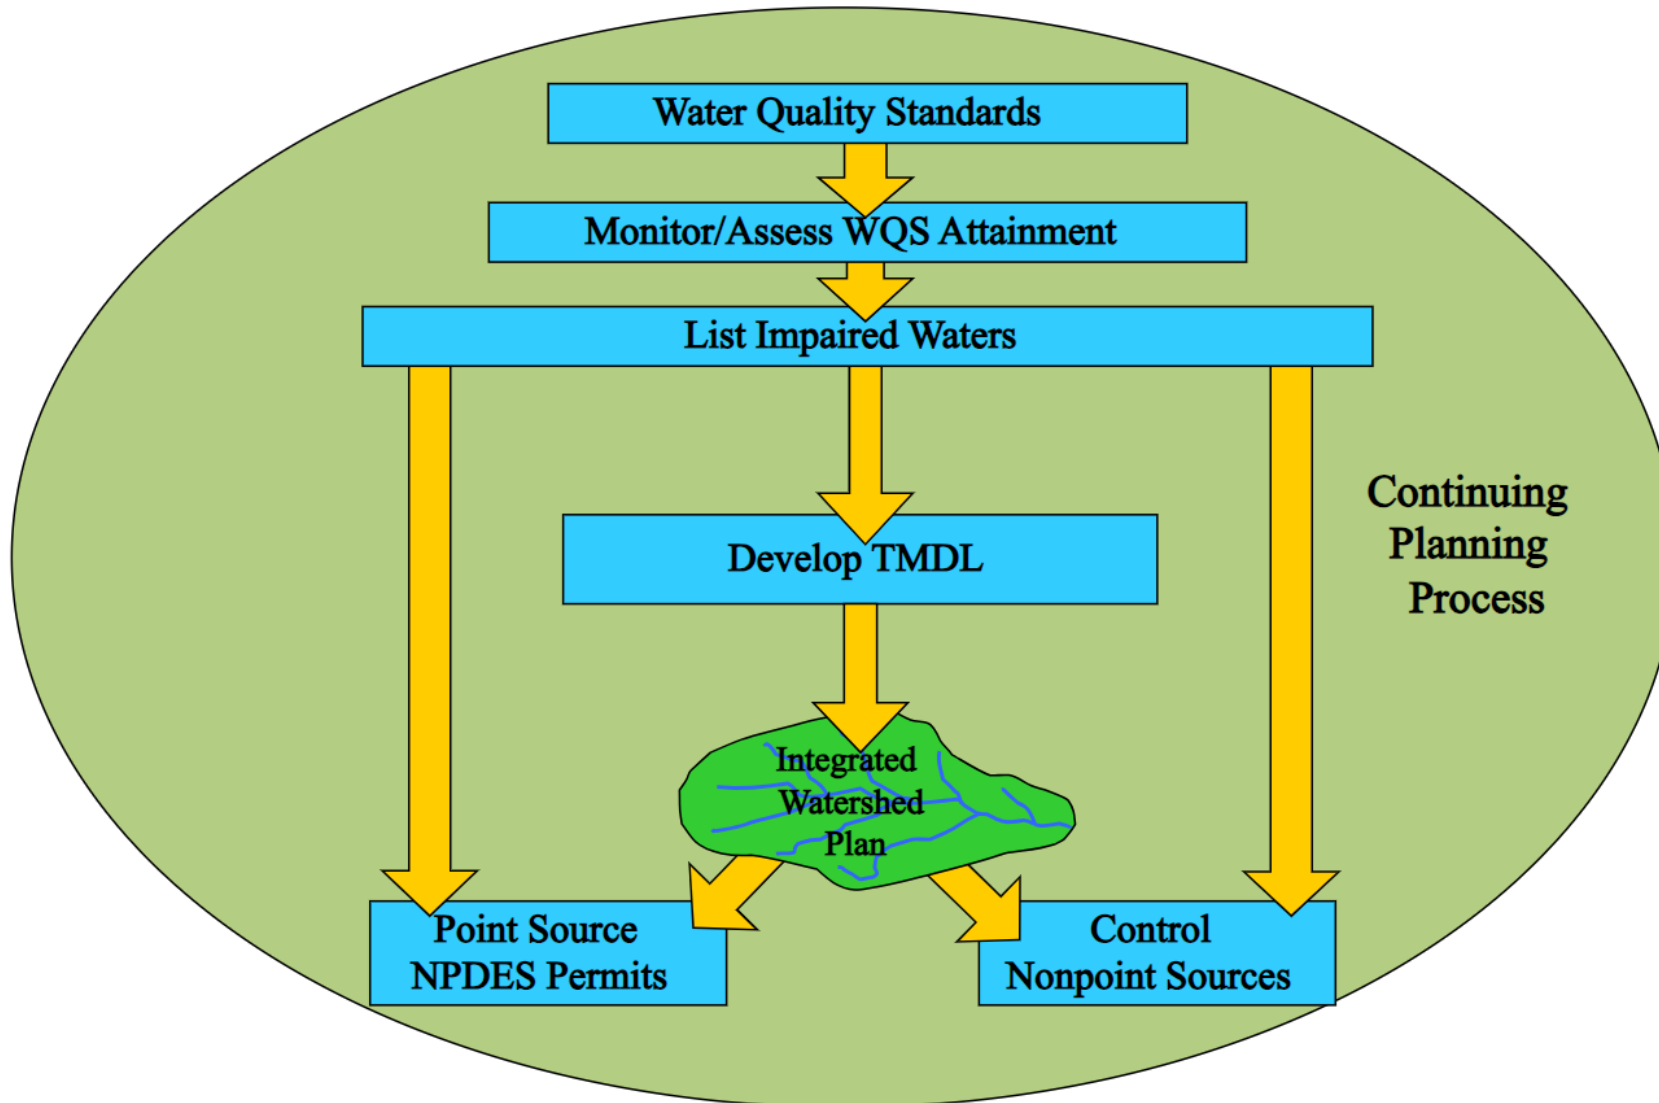 Water Quality Standards
Monitor/Assess WQS Attainment
List Impaired Waters
Continuing
Planning
Process
Develop TMDL
Integrated
Watershed
Plan
Point Source
NPDES Permits
Control
Nonpoint Sources